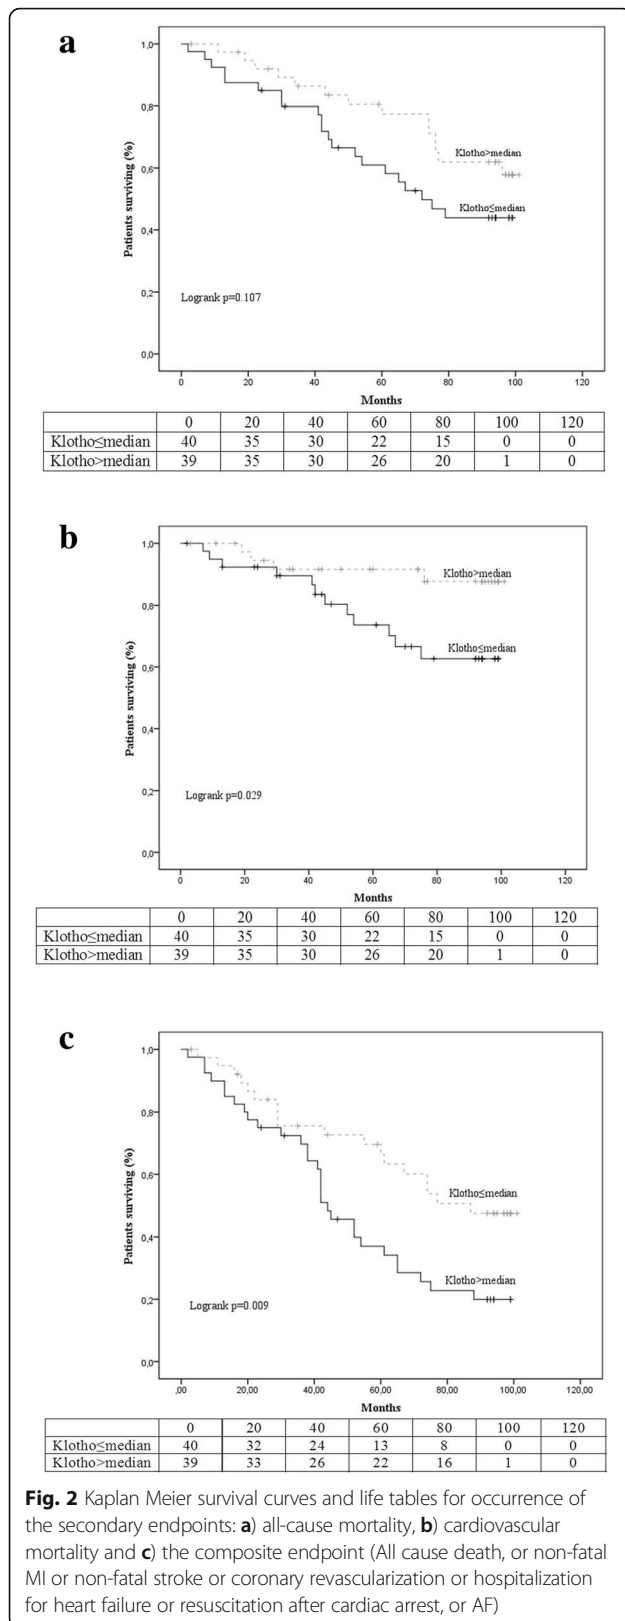 a
1,0
0,8
0,6
0,4
0,2
0,0
Patients surviving (%)
Klotho>median
Klotho≤median
Logrank p=0.107
0 20 40 60 80 100 120
Months
0 20 40 60 80 100 120
Klotho≤median 40 35 30 22 15 0 0
Klotho>median 39 35 30 26 20 1 0
b
1,0
0,8
0,6
0,4
0,2
0,0
Patients surviving (%)
Klotho>median
Klotho≤median
Logrank p=0.029
0 20 40 60 80 100 120
Months
0 20 40 60 80 100 120
Klotho≤median 40 35 30 22 15 0 0
Klotho>median 39 35 30 26 20 1 0
c
1,0
0,8
0,6
0,4
0,2
0,0
Patients surviving (%)
Klotho≤median
Klotho>median
Logrank p=0.009
,00 20,00 40,00 60,00 80,00 100,00 120,00
Months
0 20 40 60 80 100 120
Klotho≤median 40 32 24 13 8 0 0
Klotho>median 39 33 26 22 16 1 0
Fig. 2 Kaplan Meier survival curves and life tables for occurrence of
the secondary endpoints: a) all-cause mortality, b) cardiovascular
mortality and c) the composite endpoint (All cause death, or non-fatal
MI or non-fatal stroke or coronary revascularization or hospitalization
for heart failure or resuscitation after cardiac arrest, or AF)